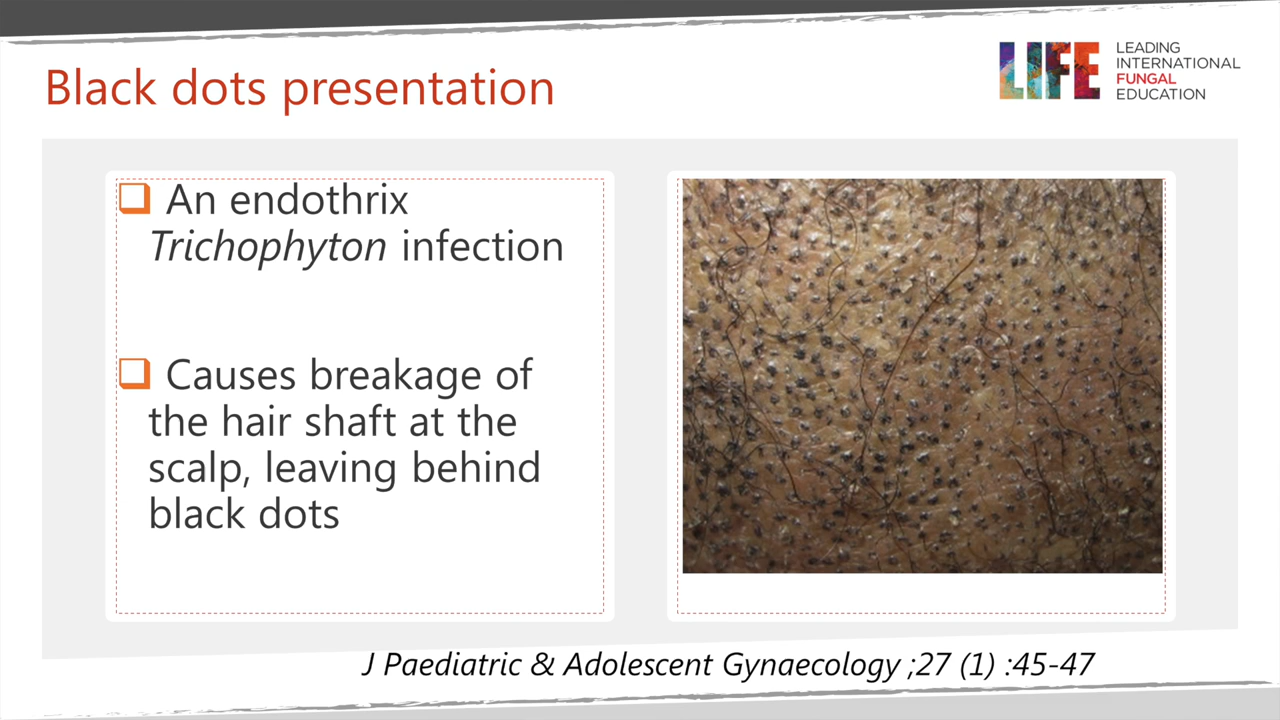 Black dots presentation
LIFE
LEADING
INTERNATIONAL
FUNGAL
EDUCATION
An endothrix
Trichophyton infection
Causes breakage of
the hair shaft at the
scalp, leaving behind
black dots
J Paediatric & Adolescent Gynaecology ;27 (1) :45-47